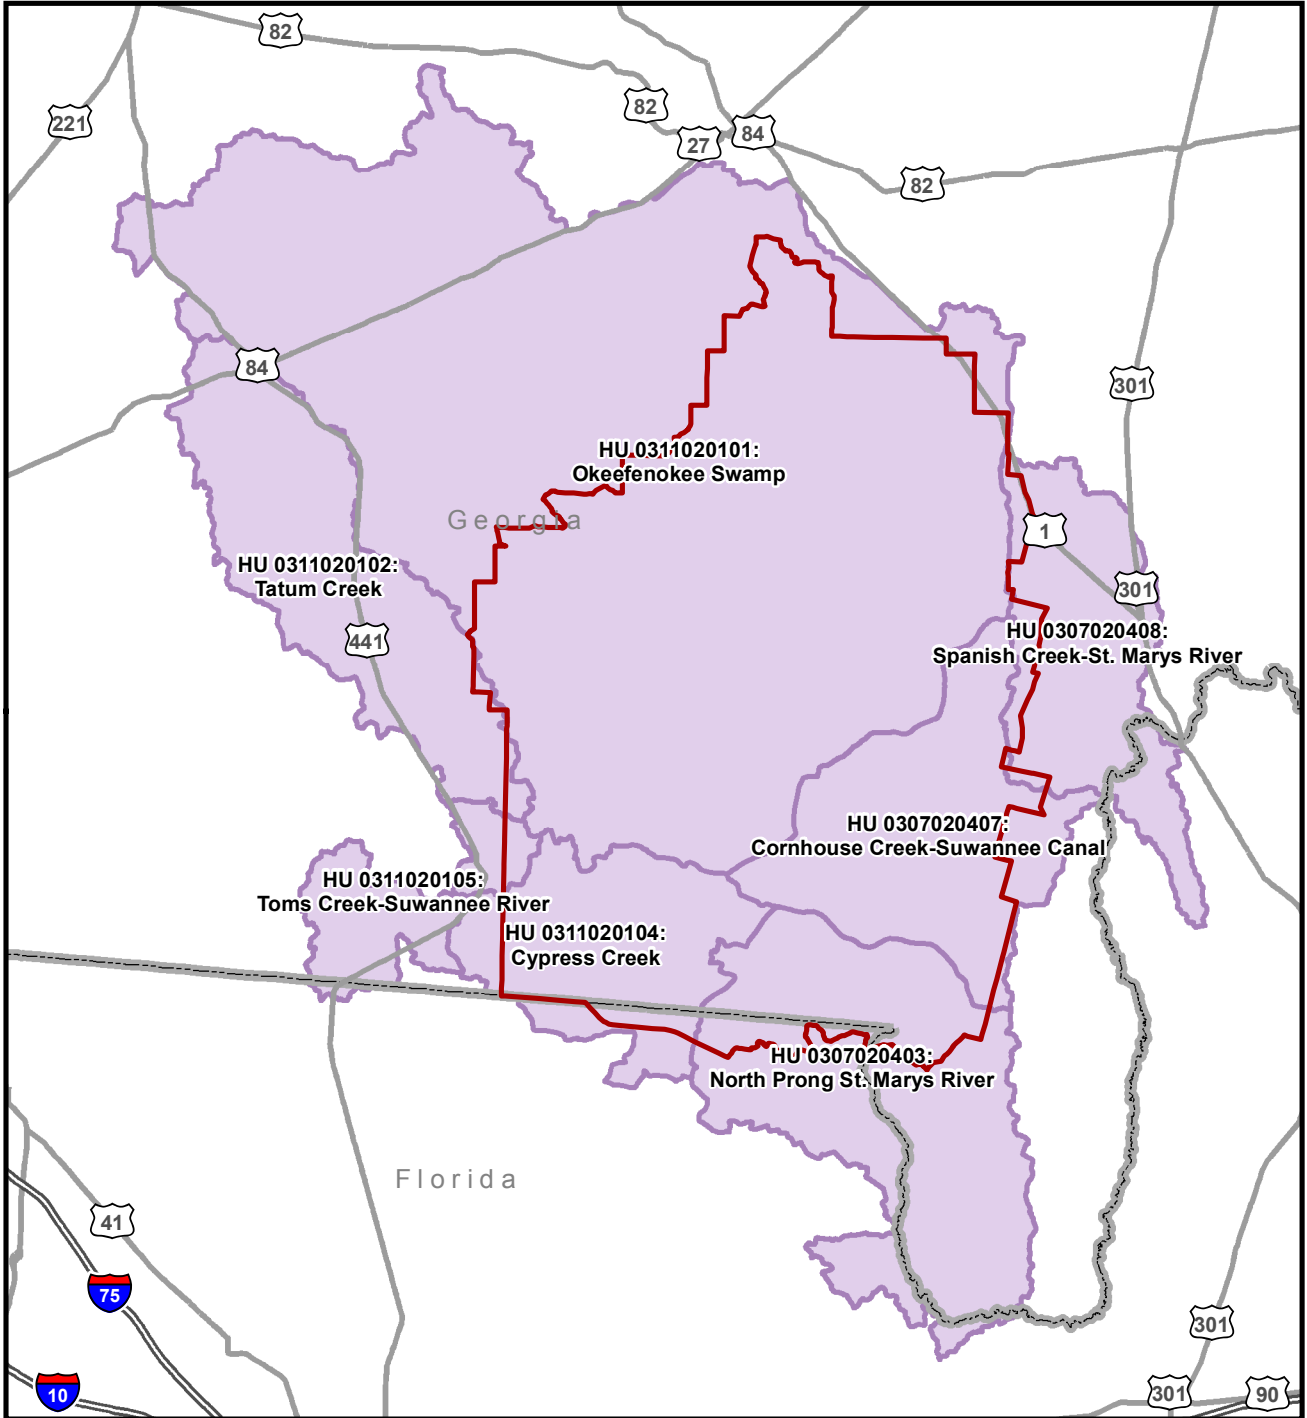 82
221
82
27
84
82
301
84
HU 0311020101:
Okeefenokee Swamp
Georgia
1
HU 0311020102:
Tatum Creek
301
441
HU 0307020408:
Spanish Creek-St. Marys River
HU 0307020407:
Cornhouse Creek-Suwannee Canal
HU 0311020105:
Toms Creek-Suwannee River
HU 0311020104:
Cypress Creek
HU 0307020403:
North Prong St. Marys River
Florida
41
75
301
10
301
90